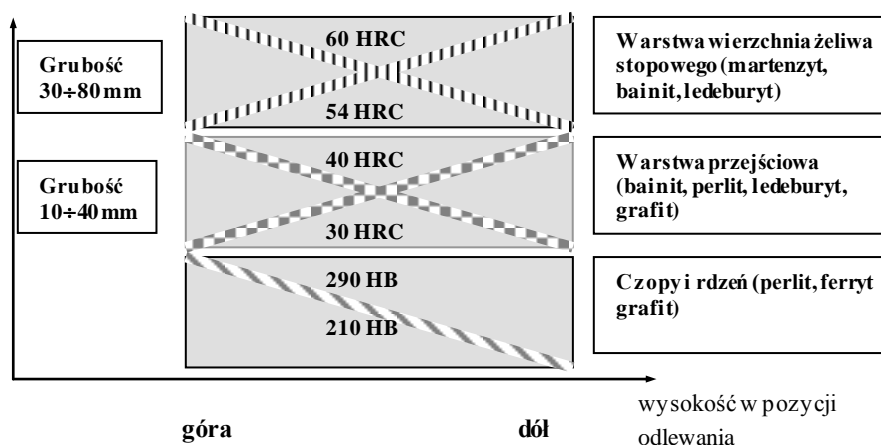 Grubość
30÷80 mm
60 HRC
54 HRC
Warstwa wierzchnia żeliwa
stopowego (martenzyt,
bainit, ledeburyt)
Grubość
10÷40 mm
40 HRC
30 HRC
Warstwa przejściowa
(bainit, perlit, ledeburyt,
grafit)
290 HB
210 HB
Czopy i rdzeń (perlit, ferryt
grafit)
góra
dół
wysokość w pozycji
odlewania